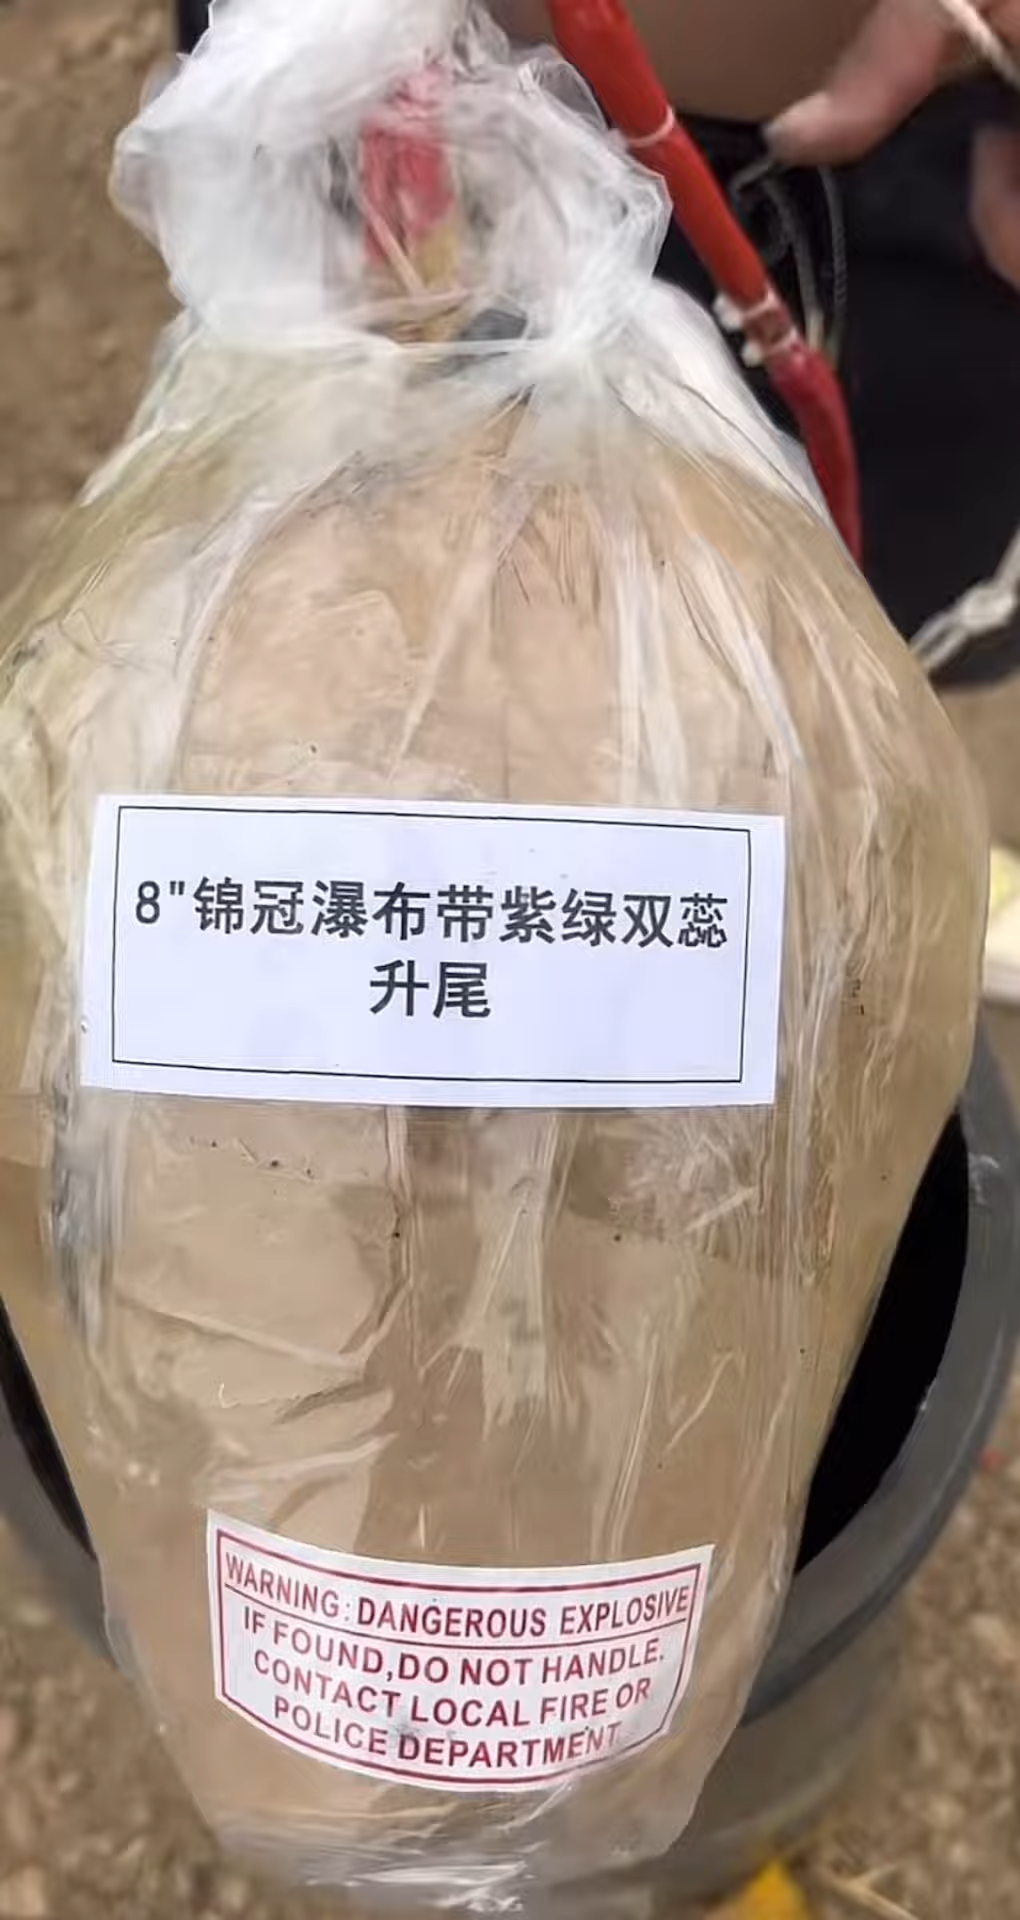 8"锦冠瀑布带紫绿双蕊
升尾
WARNING: DANGEROUS EXPLOSIVE
IF FOUND,DO NOT HANDLE.
CONTACT LOCAL FIRE OR
POLICE DEPARTMENT